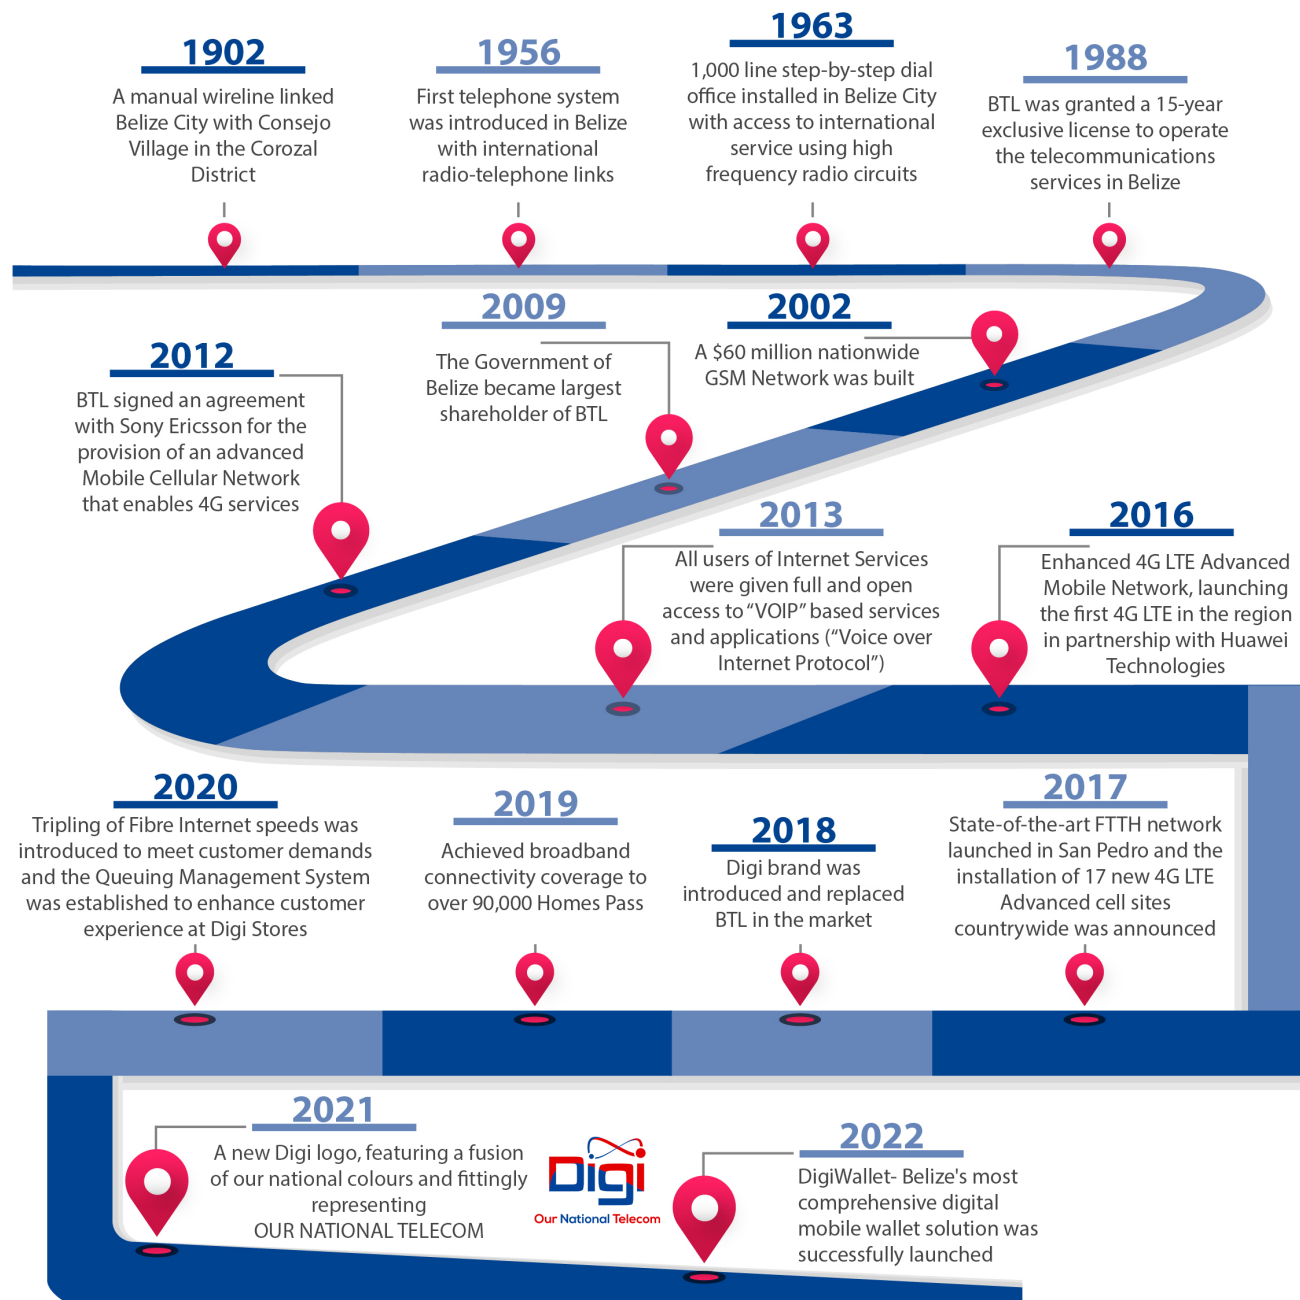 1902
A manual wireline linked
Belize City with Consejo
Village in the Corozal
District
1956
First telephone system
was introduced in Belize
with international
radio-telephone links
1963
1,000 line step-by-step dial
office installed in Belize City
with access to international
service using high
frequency radio circuits
1988
BTL was granted a 15-year
exclusive license to operate
the telecommunications
services in Belize
2002
A $60 million nationwide
GSM Network was built
2009
The Government of
Belize became largest
shareholder of BTL
2012
BTL signed an agreement
with Sony Ericsson for the
provision of an advanced
Mobile Cellular Network
that enables 4G services
2013
All users of Internet Services
were given full and open
access to “VOIP” based services
and applications (“Voice over
Internet Protocol”)
2016
Enhanced 4G LTE Advanced
Mobile Network, launching
the first 4G LTE in the region
in partnership with Huawei
Technologies
2017
State-of-the-art FTTH network
launched in San Pedro and the
installation of 17 new 4G LTE
Advanced cell sites
countrywide was announced
2018
Digi brand was
introduced and replaced
BTL in the market
2019
Achieved broadband
connectivity coverage to
over 90,000 Homes Pass
2020
Tripling of Fibre Internet speeds was
introduced to meet customer demands
and the Queuing Management System
was established to enhance customer
experience at Digi Stores
2021
A new Digi logo, featuring a fusion
of our national colours and fittingly
representing
OUR NATIONAL TELECOM
Digi
Our National Telecom
2022
DigiWallet- Belize's most
comprehensive digital
mobile wallet solution was
successfully launched